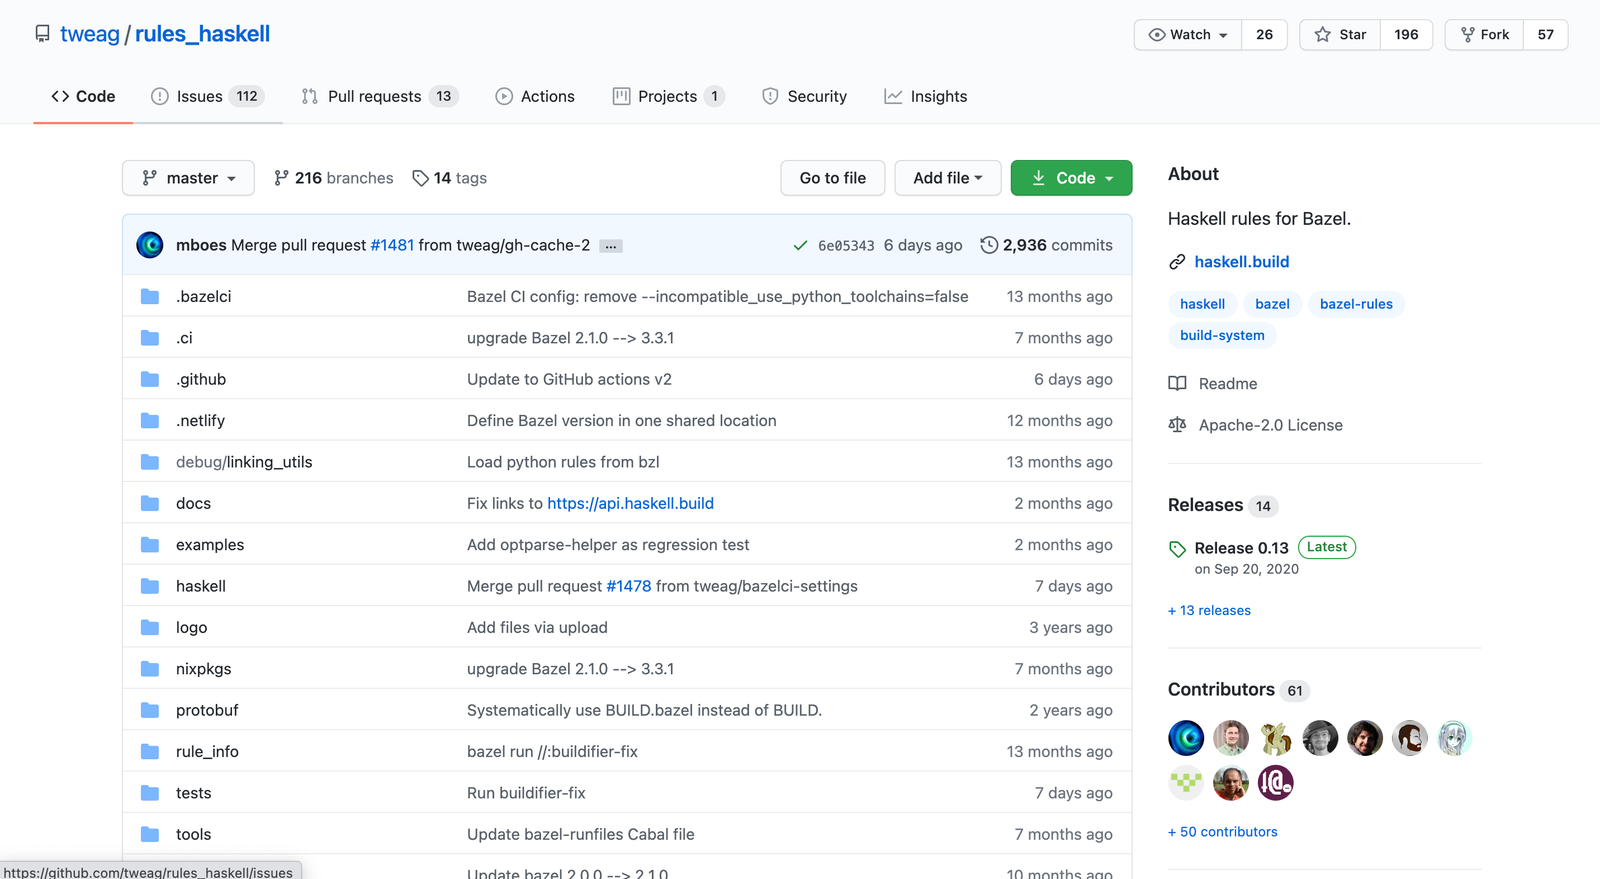 tweag / rules_haskell
Watch 26 Star 196 Fork 57
Code Issues 112 Pull requests 13 Actions Projects 1 Security Insights
master 216 branches 14 tags Go to file Add file Code
mboes Merge pull request #1481 from tweag/gh-cache-2 ... 6e05343 6 days ago 2,936 commits
.bazelci Bazel CI config: remove --incompatible_use_python_toolchains=false 13 months ago
.ci upgrade Bazel 2.1.0 --> 3.3.1 7 months ago
.github Update to GitHub actions v2 6 days ago
.netlify Define Bazel version in one shared location 12 months ago
debug/linking_utils Load python rules from bzl 13 months ago
docs Fix links to https://api.haskell.build 2 months ago
examples Add optparse-helper as regression test 2 months ago
haskell Merge pull request #1478 from tweag/bazelci-settings 7 days ago
logo Add files via upload 3 years ago
nixpkgs upgrade Bazel 2.1.0 --> 3.3.1 7 months ago
protobuf Systematically use BUILD.bazel instead of BUILD. 2 years ago
rule_info bazel run //:buildifier-fix 13 months ago
tests Run buildifier-fix 7 days ago
tools Update bazel-runfiles Cabal file 7 months ago
Update bazel 2.0.0 --> 2.1.0 10 months ago
https://github.com/tweag/rules_haskell/issues
About
Haskell rules for Bazel.
haskell.build
haskell bazel bazel-rules
build-system
Readme
Apache-2.0 License
Releases 14
Release 0.13 Latest
on Sep 20, 2020
+ 13 releases
Contributors 61
+ 50 contributors